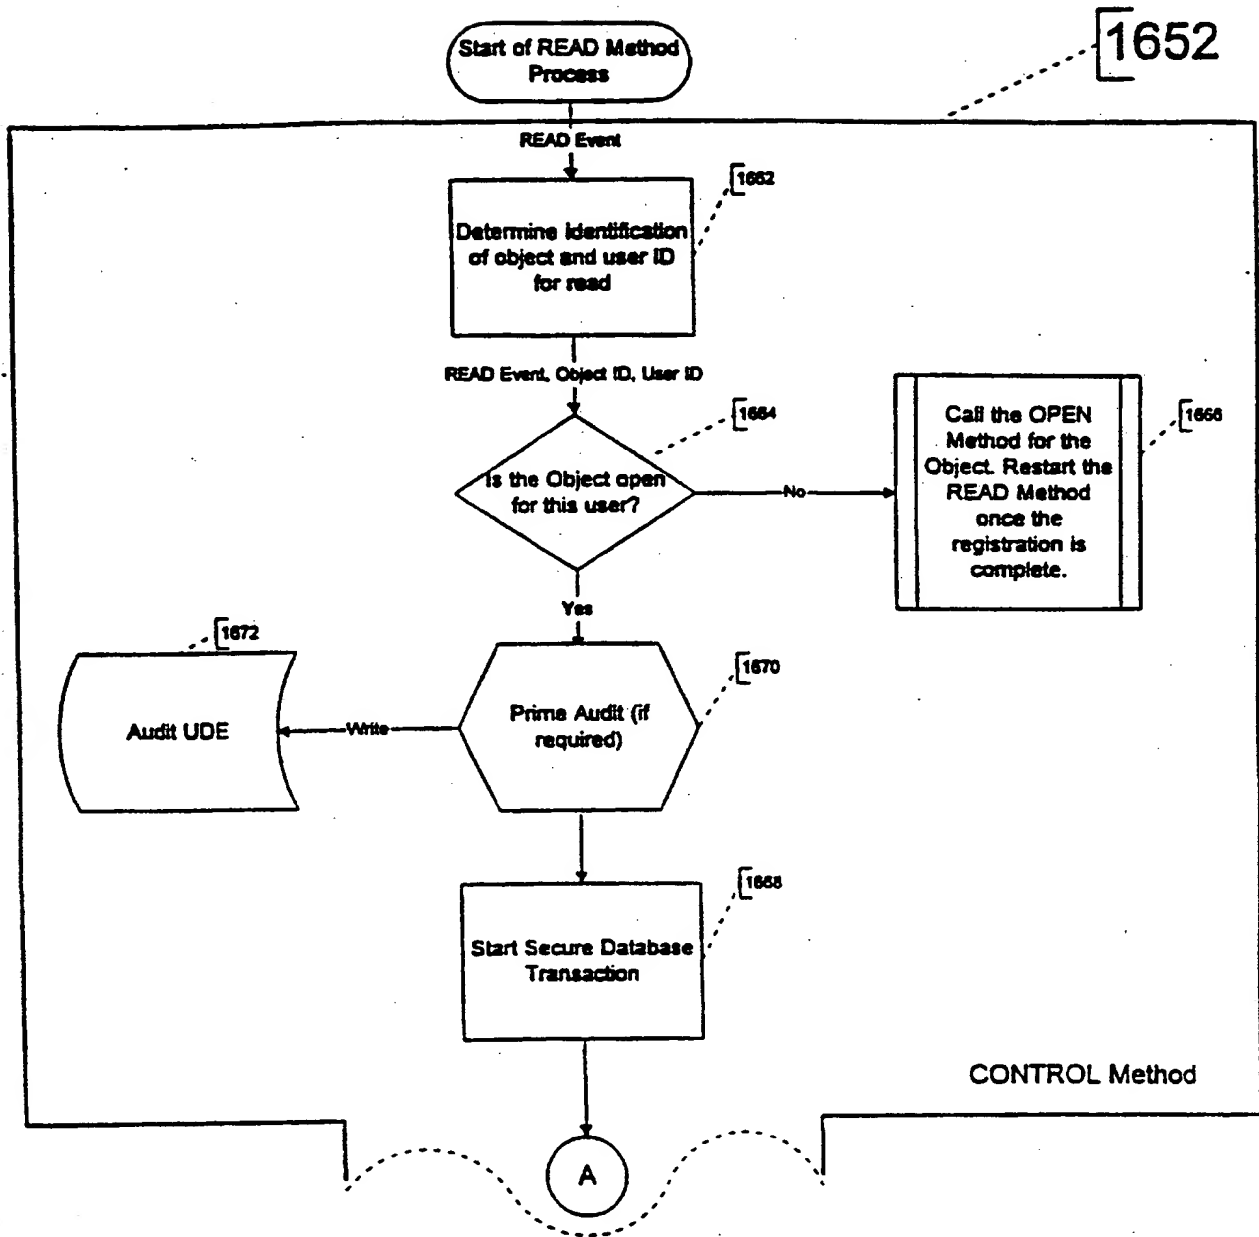 1652
Start of READ Method
Process
READ Event
1662
Determine identification
of object and user ID
for read
READ Event, Object ID, User ID
1664
Is the Object open
for this user?
No
Call the OPEN
Method for the
Object. Restart the
READ Method
once the
registration is
complete.
1666
Yes
1672
Audit UDE
Write
Prime Audit (if
required)
1670
1668
Start Secure Database
Transaction
CONTROL Method
A